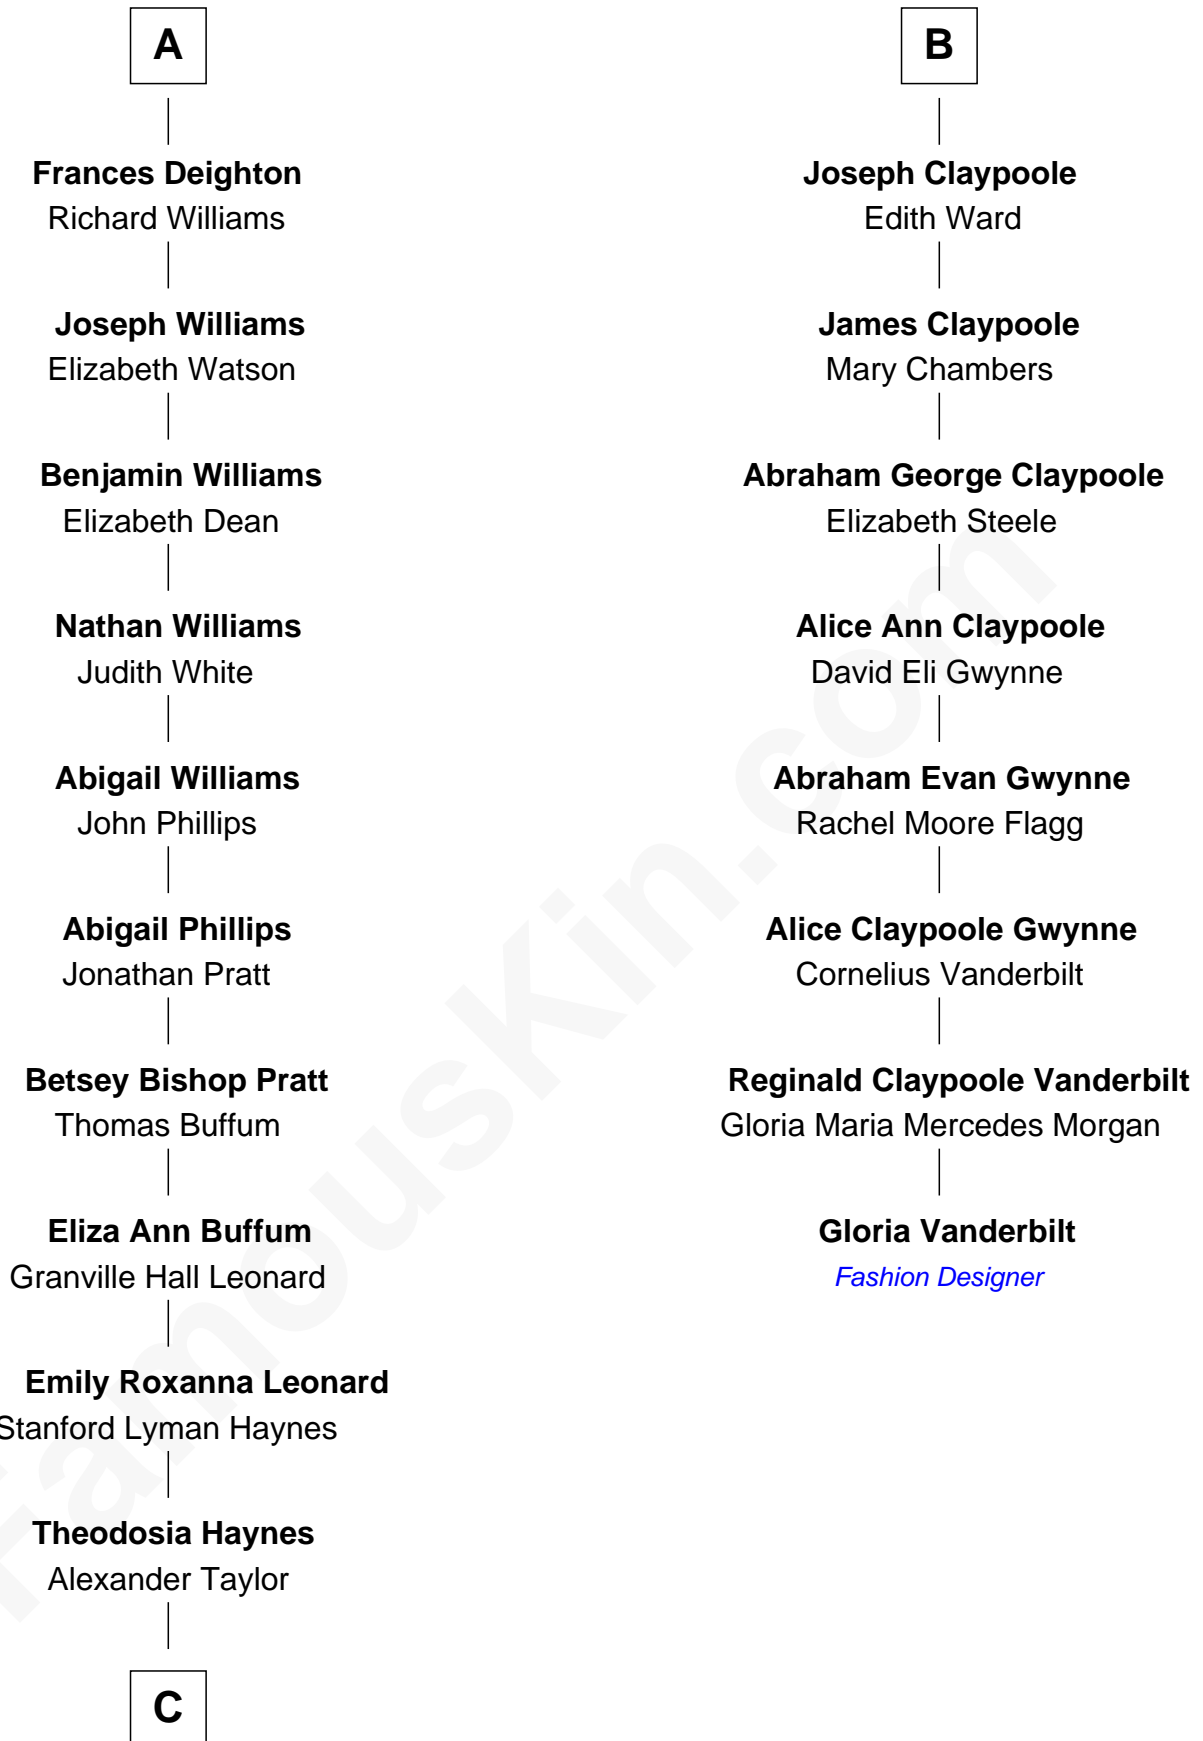 A
Frances Deighton
Richard Williams
Joseph Williams
Elizabeth Watson
Benjamin Williams
Elizabeth Dean
Nathan Williams
Judith White
Abigail Williams
John Phillips
Abigail Phillips
Jonathan Pratt
Betsey Bishop Pratt
Thomas Buffum
Eliza Ann Buffum
Granville Hall Leonard
Emily Roxanna Leonard
Stanford Lyman Haynes
Theodosia Haynes
Alexander Taylor
C
B
Joseph Claypoole
Edith Ward
James Claypoole
Mary Chambers
Abraham George Claypoole
Elizabeth Steele
Alice Ann Claypoole
David Eli Gwynne
Abraham Evan Gwynne
Rachel Moore Flagg
Alice Claypoole Gwynne
Cornelius Vanderbilt
Reginald Claypoole Vanderbilt
Gloria Maria Mercedes Morgan
Gloria Vanderbilt
Fashion Designer
FamousKin.com